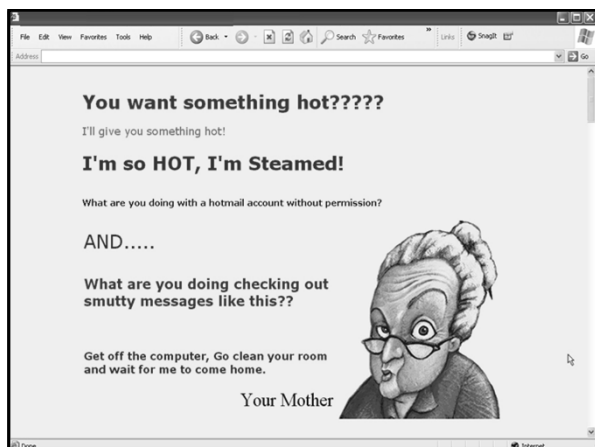 File Edit View Favorites Tools Help Back Search Favorites » Links SnagIt
Address Go
You want something hot?????
I'll give you something hot!
I'm so HOT, I'm Steamed!
What are you doing with a hotmail account without permission?
AND.....
What are you doing checking out
smutty messages like this??
Get off the computer, Go clean your room
and wait for me to come home.
Your Mother
Done Internet